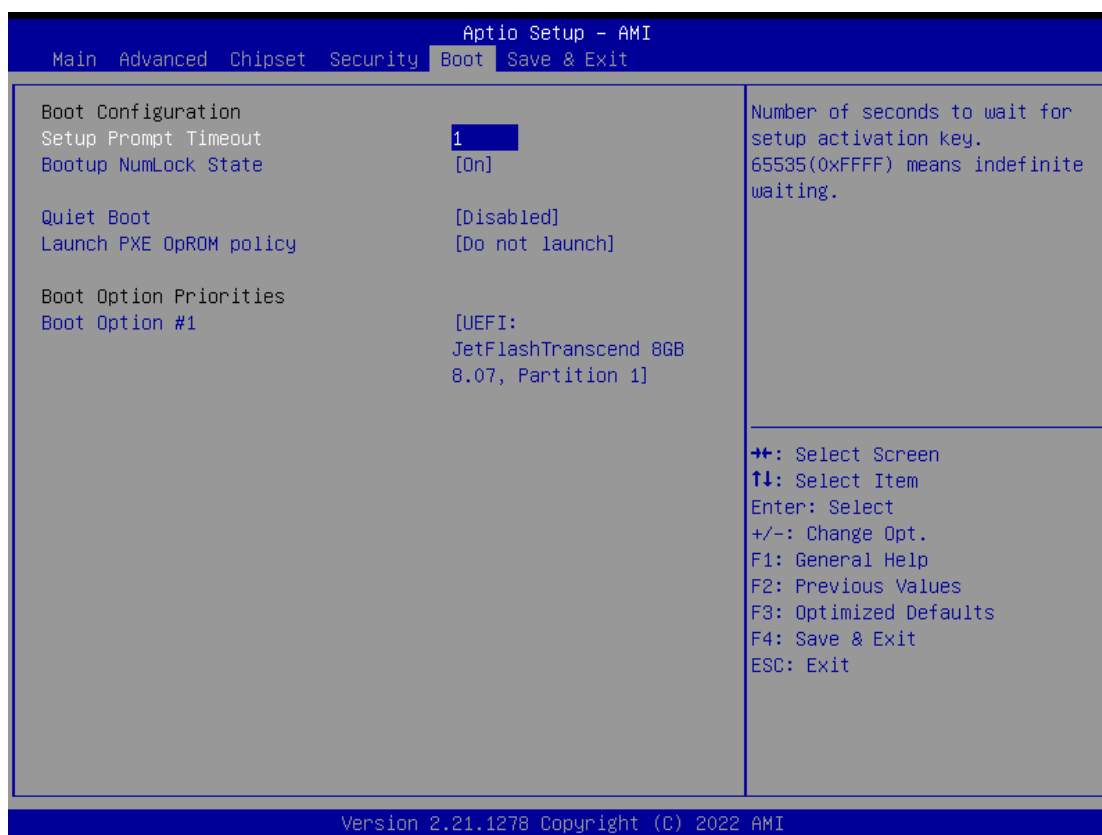 Aptio Setup – AMI
Main Advanced Chipset Security Boot Save & Exit
Boot Configuration
Setup Prompt Timeout 1
Bootup NumLock State [On]
Quiet Boot [Disabled]
Launch PXE OpROM policy [Do not launch]
Boot Option Priorities
Boot Option #1 [UEFI:
JetFlashTranscend 8GB
8.07, Partition 1]
Number of seconds to wait for
setup activation key.
65535(0xFFFF) means indefinite
waiting.
→←: Select Screen
↑↓: Select Item
Enter: Select
+/-: Change Opt.
F1: General Help
F2: Previous Values
F3: Optimized Defaults
F4: Save & Exit
ESC: Exit
Version 2.21.1278 Copyright (C) 2022 AMI